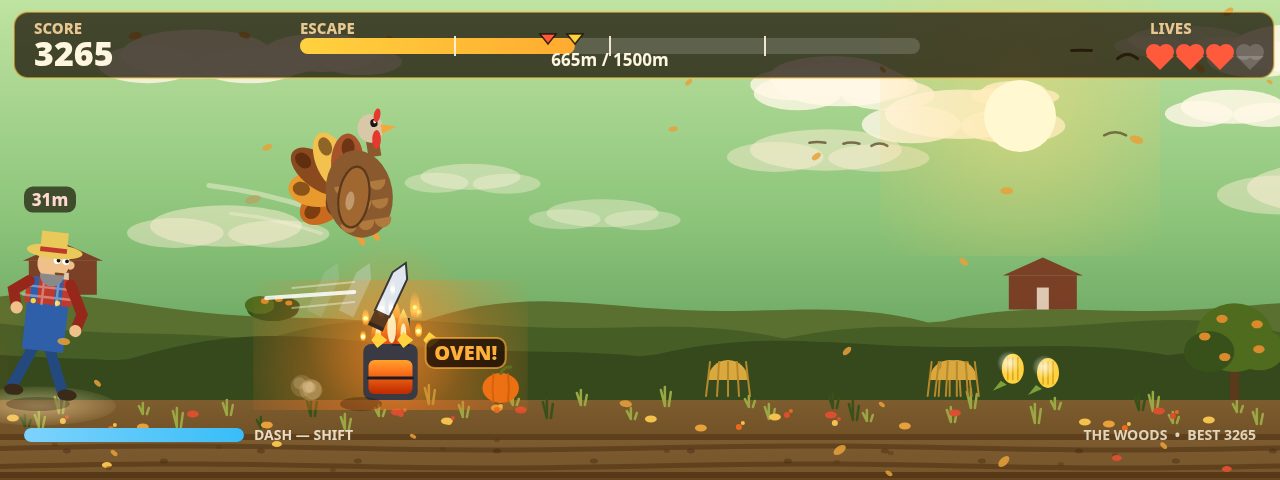 SCORE
3265
ESCAPE
665m / 1500m
LIVES
31m
OVEN!
DASH — SHIFT
THE WOODS • BEST 3265